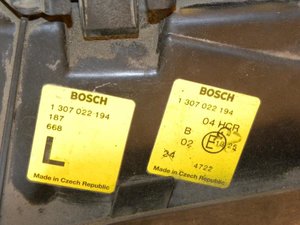 BOSCH
1 307 022 194
187
668
L
Made in Czech Republic
BOSCH
1 307 022 194
04 HCR
B
02
24
4722
Made in Czech Republic